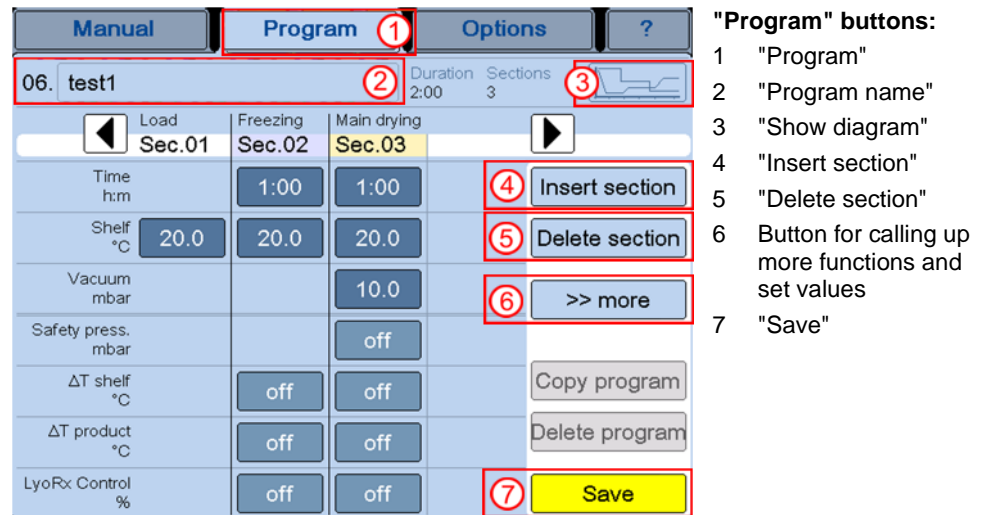 Manual Program 1 Options ?
06. test1 2 Duration 2:00 Sections 3 3
Load Sec.01 Freezing Sec.02 Main drying Sec.03
Time h:m 1:00 1:00 4 Insert section
Shelf °C 20.0 20.0 20.0 5 Delete section
Vacuum mbar 10.0 6 >> more
Safety press. mbar off
ΔT shelf °C off off Copy program
ΔT product °C off off Delete program
LyoRx Control % off off 7 Save
"Program" buttons:
1 "Program"
2 "Program name"
3 "Show diagram"
4 "Insert section"
5 "Delete section"
6 Button for calling up
more functions and
set values
7 "Save"